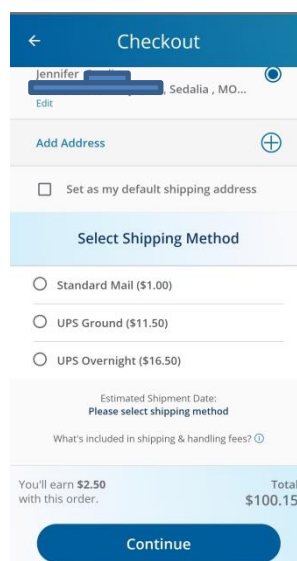 Checkout
Jennifer
, Sedalia , MO...
Edit
Add Address
Set as my default shipping address
Select Shipping Method
Standard Mail ($1.00)
UPS Ground ($11.50)
UPS Overnight ($16.50)
Estimated Shipment Date:
Please select shipping method
What's included in shipping & handling fees?
You'll earn $2.50
with this order.
Total
$100.15
Continue